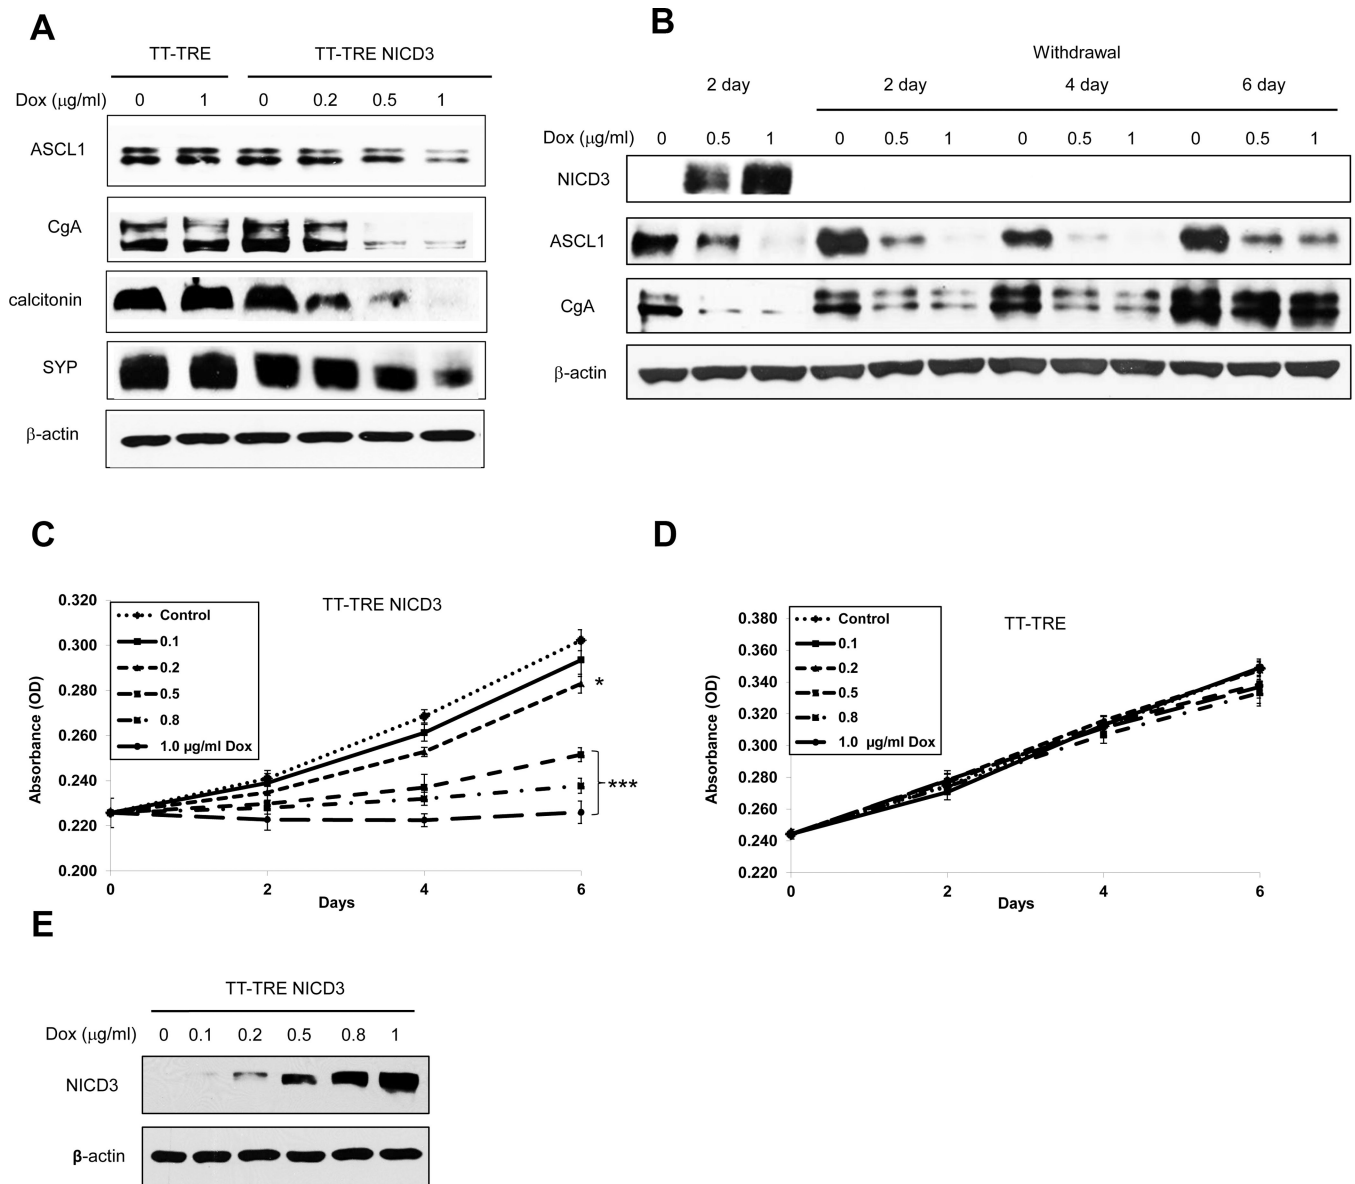 A
TT-TRE TT-TRE NICD3
Dox (μg/ml) 0 1 0 0.2 0.5 1
ASCL1
CgA
calcitonin
SYP
β-actin
B
Withdrawal
2 day 2 day 4 day 6 day
Dox (μg/ml) 0 0.5 1 0 0.5 1 0 0.5 1 0 0.5 1
NICD3
ASCL1
CgA
β-actin
C
TT-TRE NICD3
Control
0.1
0.2
0.5
0.8
1.0 μg/ml Dox
Absorbance (OD)
0.320
0.300
0.280
0.260
0.240
0.220
0.200
*
***
0 2 4 6
Days
D
TT-TRE
Control
0.1
0.2
0.5
0.8
1.0 μg/ml Dox
Absorbance (OD)
0.380
0.360
0.340
0.320
0.300
0.280
0.260
0.240
0.220
0 2 4 6
Days
E
TT-TRE NICD3
Dox (μg/ml) 0 0.1 0.2 0.5 0.8 1
NICD3
β-actin